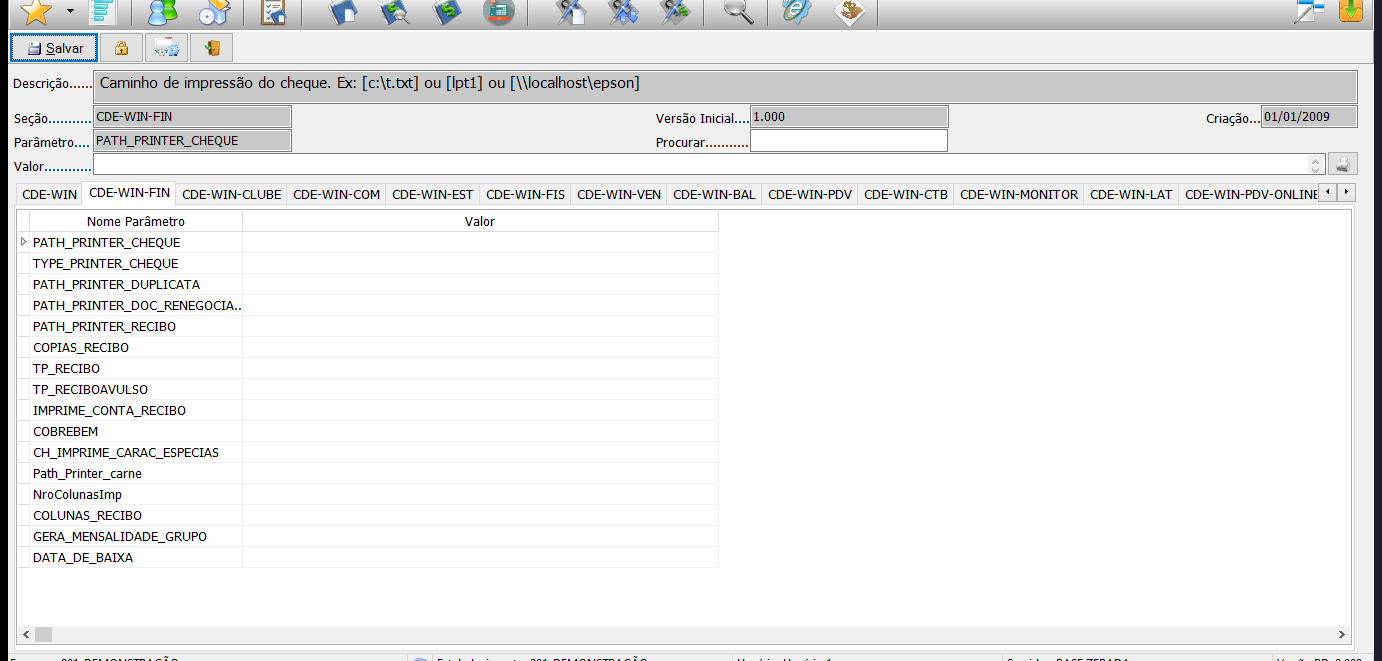 Salvar
Descrição...... Caminho de impressão do cheque. Ex: [c:\t.txt] ou [lpt1] ou [\\localhost\epson]
Seção........... CDE-WIN-FIN Versão Inicial.... 1.000 Criação... 01/01/2009
Parâmetro.... PATH_PRINTER_CHEQUE Procurar...........
Valor............
CDE-WIN CDE-WIN-FIN CDE-WIN-CLUBE CDE-WIN-COM CDE-WIN-EST CDE-WIN-FIS CDE-WIN-VEN CDE-WIN-BAL CDE-WIN-PDV CDE-WIN-CTB CDE-WIN-MONITOR CDE-WIN-LAT CDE-WIN-PDV-ONLINE
Nome Parâmetro Valor
PATH_PRINTER_CHEQUE
TYPE_PRINTER_CHEQUE
PATH_PRINTER_DUPLICATA
PATH_PRINTER_DOC_RENEGOCIA..
PATH_PRINTER_RECIBO
COPIAS_RECIBO
TP_RECIBO
TP_RECIBOAVULSO
IMPRIME_CONTA_RECIBO
COBREBEM
CH_IMPRIME_CARAC_ESPECIAS
Path_Printer_carne
NroColunasImp
COLUNAS_RECIBO
GERA_MENSALIDADE_GRUPO
DATA_DE_BAIXA